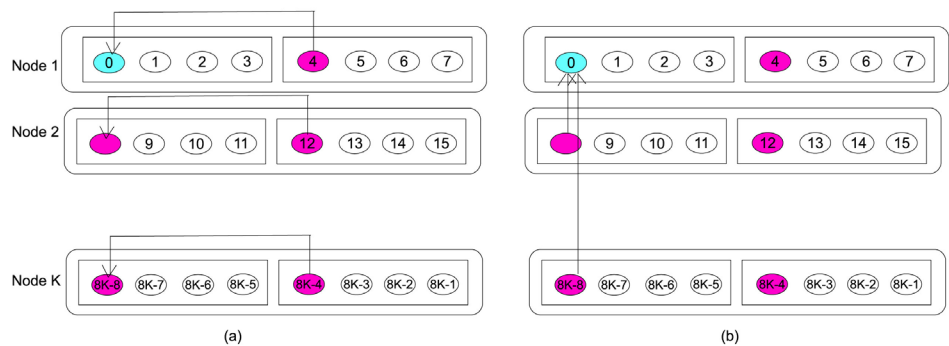 Node 1 0 1 2 3 4 5 6 7 0 1 2 3 4 5 6 7
Node 2 9 10 11 12 13 14 15 9 10 11 12 13 14 15
Node K 8K-8 8K-7 8K-6 8K-5 8K-4 8K-3 8K-2 8K-1 8K-8 8K-7 8K-6 8K-5 8K-4 8K-3 8K-2 8K-1
(a) (b)